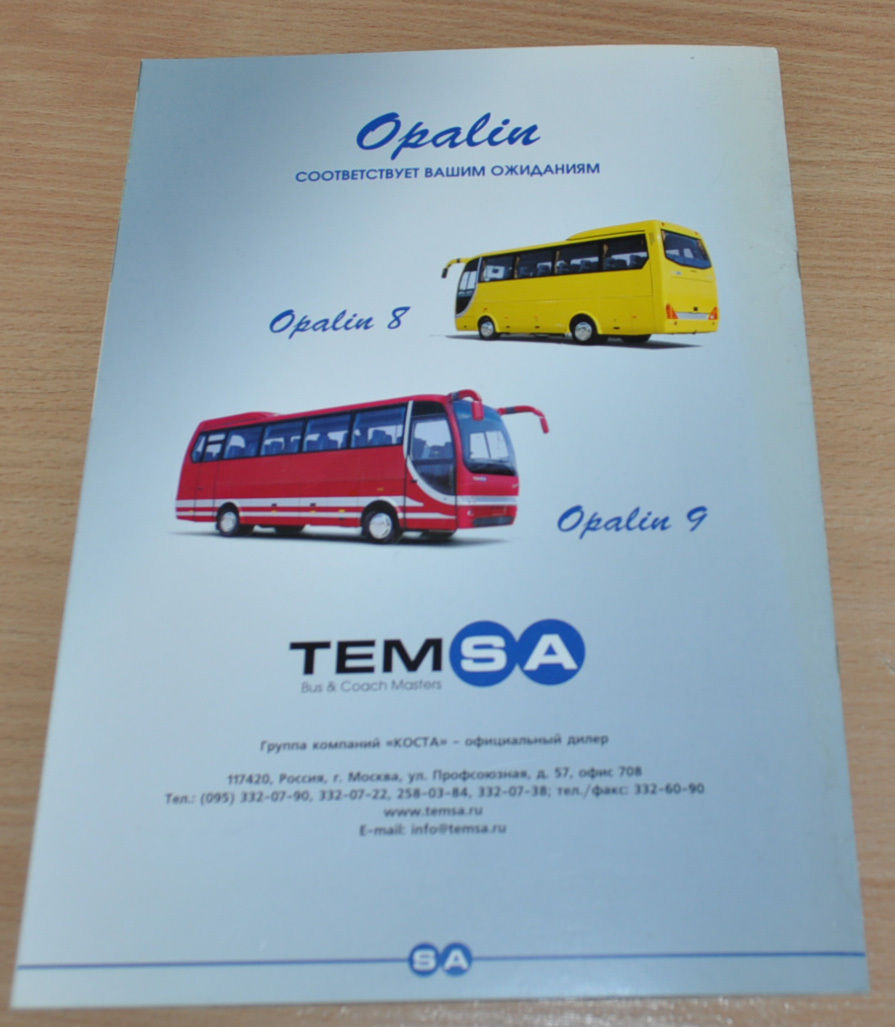 Opalin
СООТВЕТСТВУЕТ ВАШИМ ОЖИДАНИЯМ
Opalin 8
Opalin 9
TEMSA
Bus & Coach Masters
Группа компаний «КОСТА» – официальный дилер
117420, Россия, г. Москва, ул. Профсоюзная, д. 57, офис 708
Тел.: (095) 332-07-90, 332-07-22, 258-03-84, 332-07-38; тел./факс: 332-60-90
www.temsa.ru
E-mail: info@temsa.ru
SA